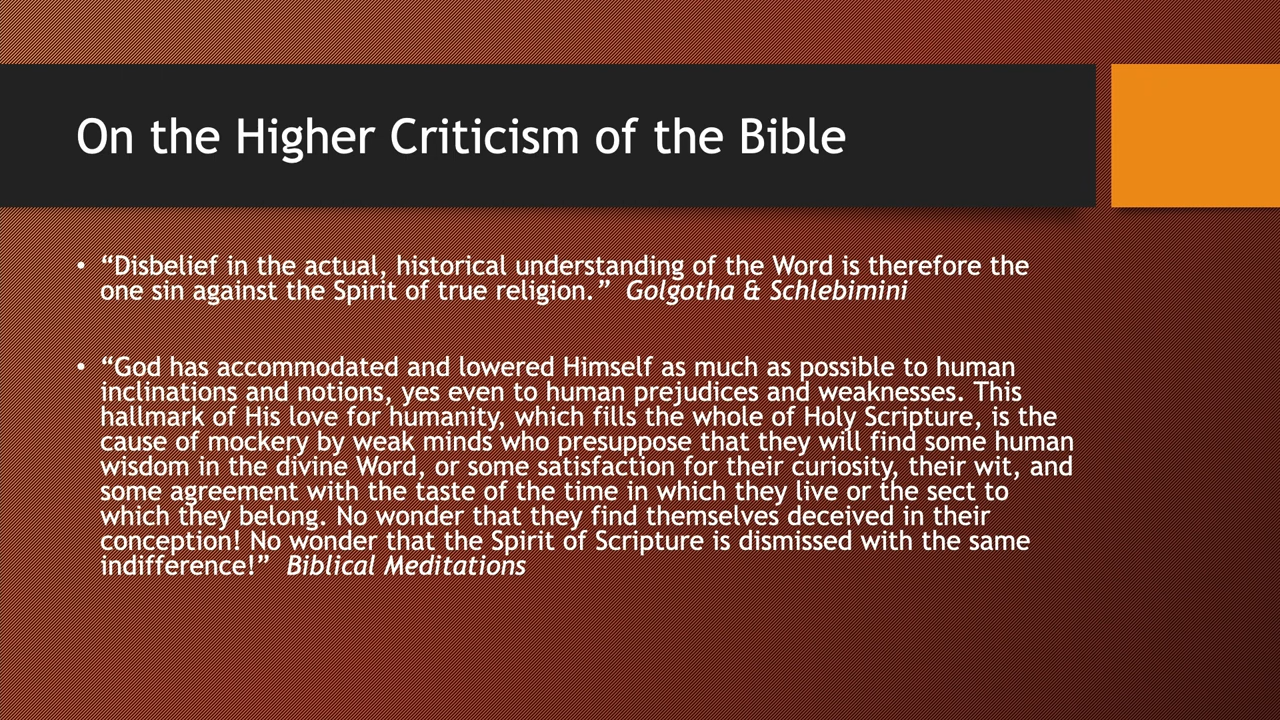 On the Higher Criticism of the Bible
• “Disbelief in the actual, historical understanding of the Word is therefore the
one sin against the Spirit of true religion.” Golgotha & Schlebimini
• “God has accommodated and lowered Himself as much as possible to human
inclinations and notions, yes even to human prejudices and weaknesses. This
hallmark of His love for humanity, which fills the whole of Holy Scripture, is the
cause of mockery by weak minds who presuppose that they will find some human
wisdom in the divine Word, or some satisfaction for their curiosity, their wit, and
some agreement with the taste of the time in which they live or the sect to
which they belong. No wonder that they find themselves deceived in their
conception! No wonder that the Spirit of Scripture is dismissed with the same
indifference!” Biblical Meditations